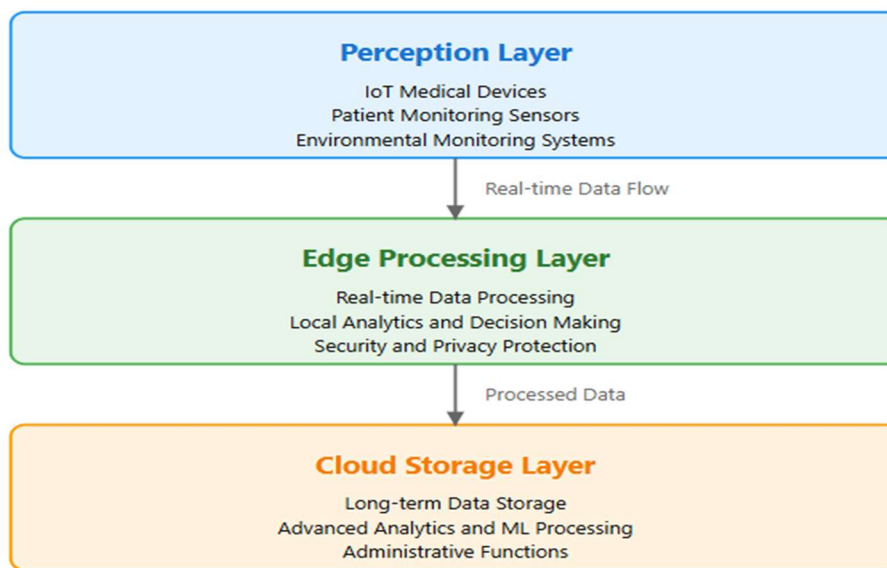 Perception Layer
IoT Medical Devices
Patient Monitoring Sensors
Environmental Monitoring Systems
Real-time Data Flow
Edge Processing Layer
Real-time Data Processing
Local Analytics and Decision Making
Security and Privacy Protection
Processed Data
Cloud Storage Layer
Long-term Data Storage
Advanced Analytics and ML Processing
Administrative Functions